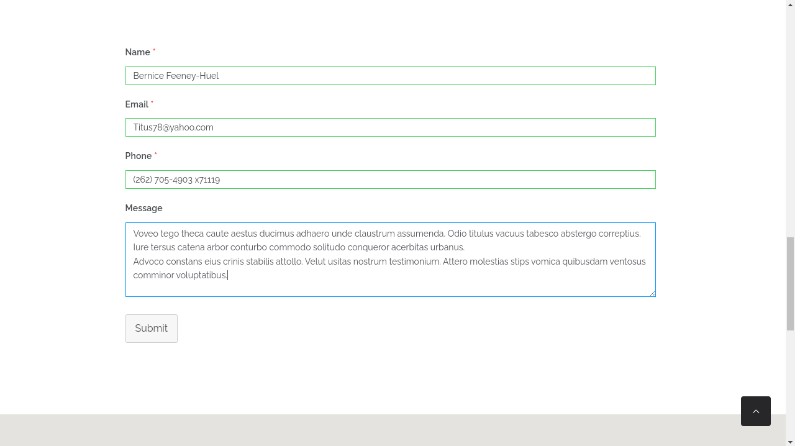 Name *
Bernice Feeney-Huel
Email *
Titus78@yahoo.com
Phone *
(262) 705-4903 x71119
Message
Voveo tego theca caute aestus ducimus adhaero unde claustrum assumenda. Odio titulus vacuus tabesco abstergo correptius.
Iure tersus catena arbor conturbo commodo solitudo conqueror acerbitas urbanus.
Advoco constans eius crinis stabilis attollo. Velut usitas nostrum testimonium. Altero molestias stips vomica quibusdam ventosus
comminor voluptatibus.
Submit